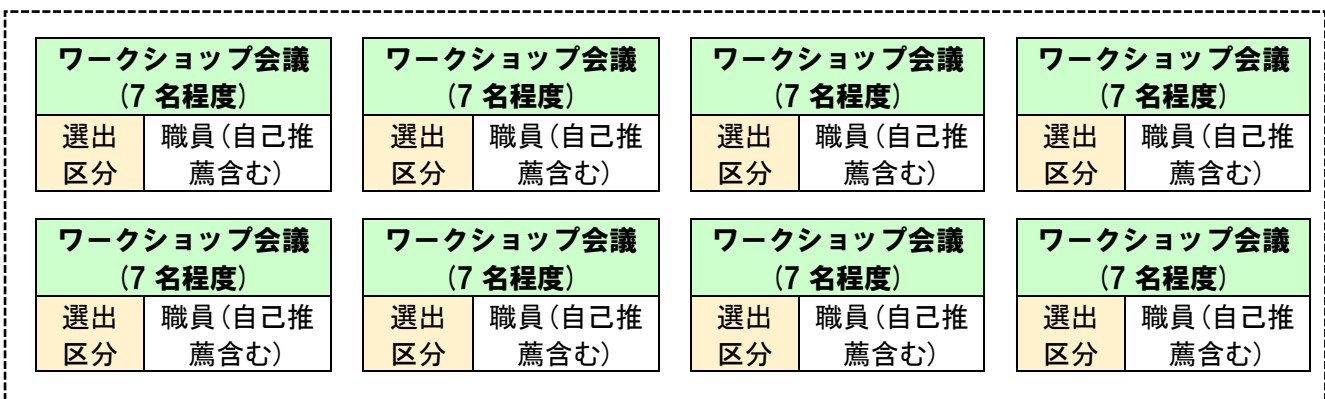 ワークショップ会議
(7 名程度)
選出
区分
職員(自己推
薦含む)
ワークショップ会議
(7 名程度)
選出
区分
職員(自己推
薦含む)
ワークショップ会議
(7 名程度)
選出
区分
職員(自己推
薦含む)
ワークショップ会議
(7 名程度)
選出
区分
職員(自己推
薦含む)
ワークショップ会議
(7 名程度)
選出
区分
職員(自己推
薦含む)
ワークショップ会議
(7 名程度)
選出
区分
職員(自己推
薦含む)
ワークショップ会議
(7 名程度)
選出
区分
職員(自己推
薦含む)
ワークショップ会議
(7 名程度)
選出
区分
職員(自己推
薦含む)